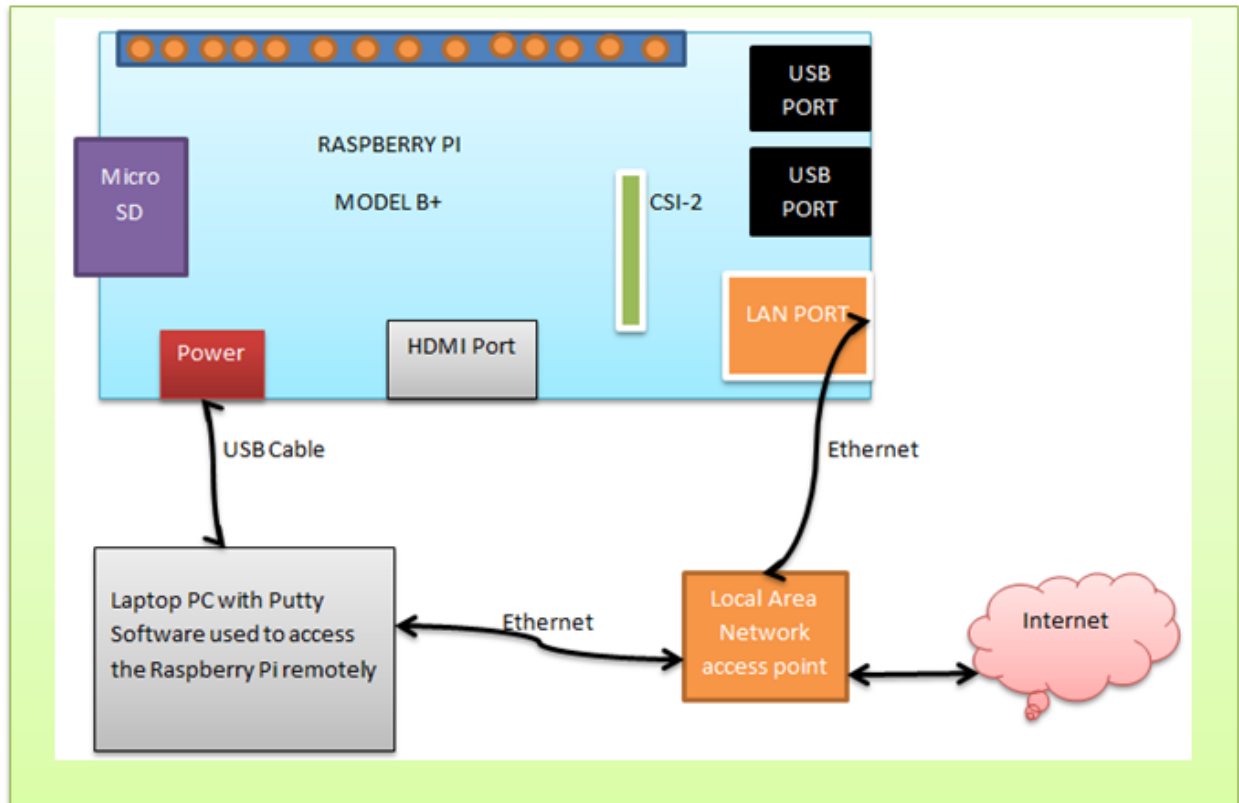 USB
PORT
RASPBERRY PI
MODEL B+
Micro
SD
CSI-2
USB
PORT
LAN PORT
Power
HDMI Port
USB Cable
Ethernet
Laptop PC with Putty
Software used to access
the Raspberry Pi remotely
Ethernet
Local Area
Network
access point
Internet